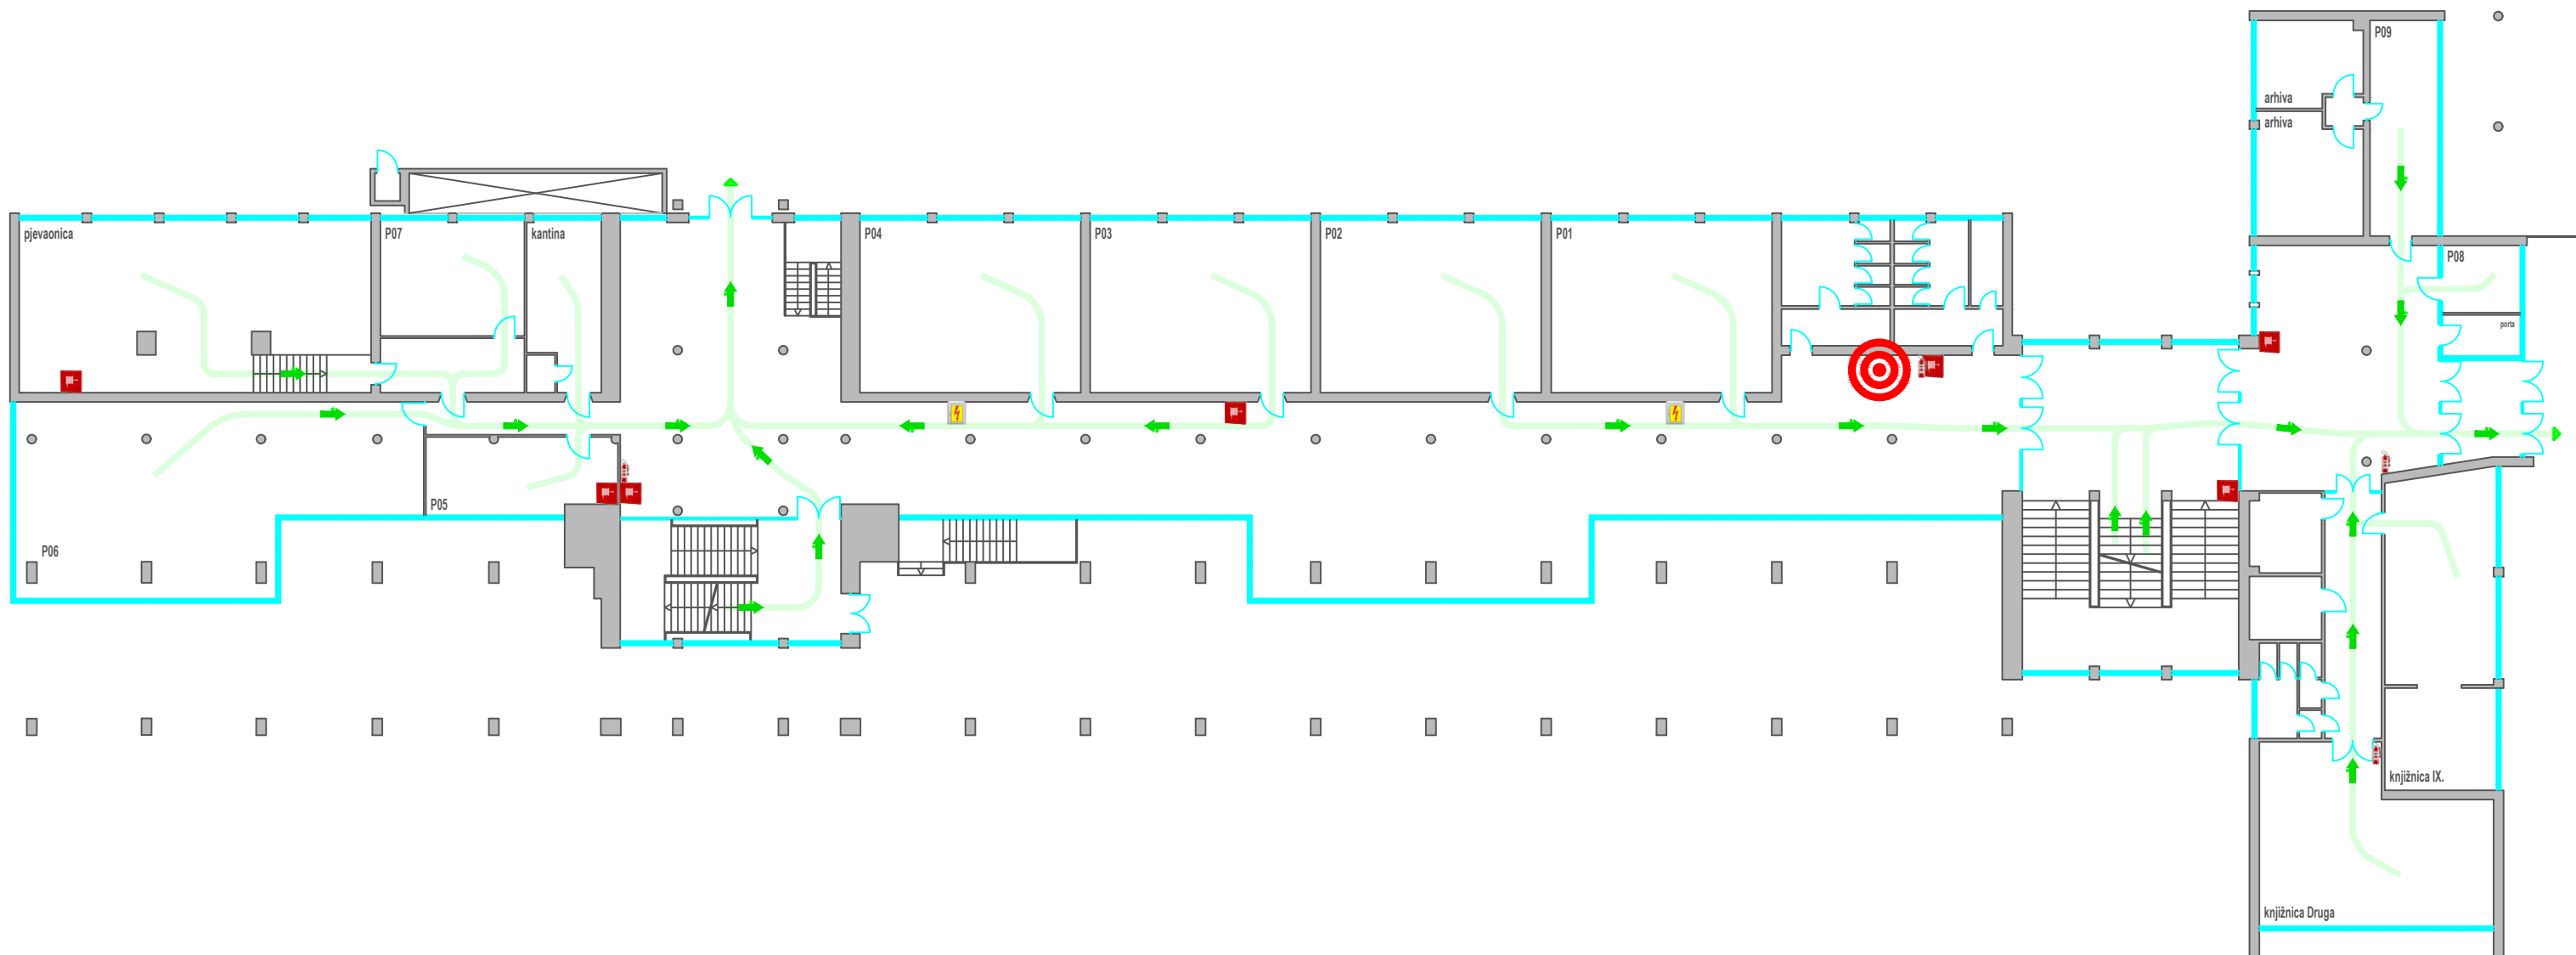 P09
arhiva
arhiva
pjevaonica
P07
kantina
P04
P03
P02
P01
P08
porta
P05
P06
knjižnica IX.
knjižnica Druga